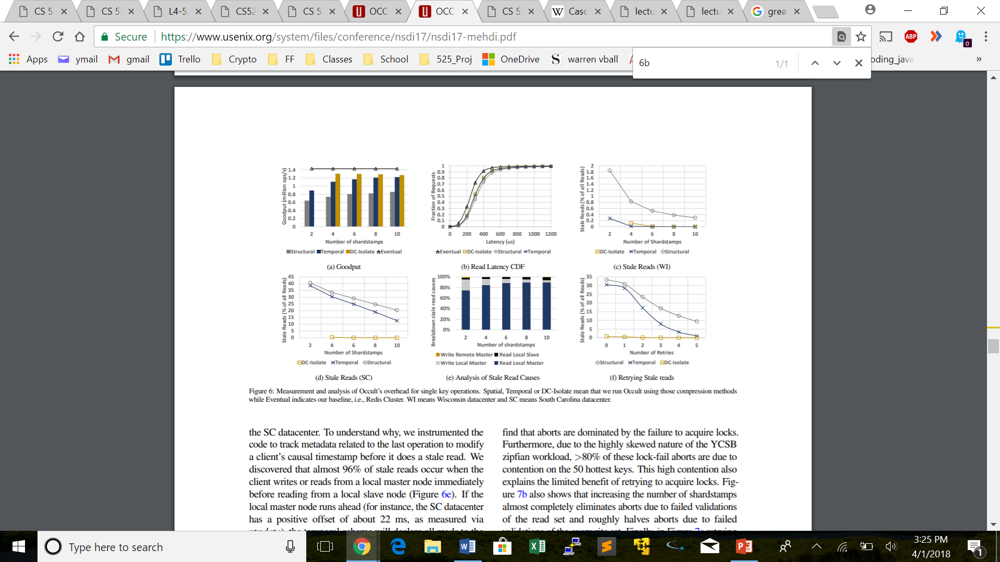 CS 5
CS 5
L4-5
CS52
CS 5
OCC
OCC
CS 5
Casc
lectu
lectu
grea
Secure
https://www.usenix.org/system/files/conference/nsdi17/nsdi17-mehdi.pdf
ABP
0
Apps
ymail
gmail
Trello
Crypto
FF
Classes
School
525_Proj
OneDrive
warren vball
oding_java
»
6b
1/1
Goodput (million ops/s)
1.4
1.2
1
0.8
0.6
0.4
0.2
0
2 4 6 8 10
Number of shardstamps
Structural Temporal DC-Isolate Eventual
(a) Goodput
Fraction of Requests
1
0.9
0.8
0.7
0.6
0.5
0.4
0.3
0.2
0.1
0
0 200 400 600 800 1000 1200
Latency (us)
Eventual DC-Isolate Structural Temporal
(b) Read Latency CDF
Stale Reads (% of all Reads)
2
1.8
1.6
1.4
1.2
1
0.8
0.6
0.4
0.2
0
2 4 6 8 10
Number of Shardstamps
DC-Isolate Temporal Structural
(c) Stale Reads (WI)
Stale Reads (% of all Reads)
45
40
35
30
25
20
15
10
5
0
2 4 6 8 10
Number of Shardstamps
DC-Isolate Temporal Structural
(d) Stale Reads (SC)
Breakdown stale read causes
100%
80%
60%
40%
20%
0%
2 4 6 8 10
Number of shardstamps
Write Remote Master Read Local Slave
Write Local Master Read Local Master
(e) Analysis of Stale Read Causes
Stale Reads (% of all Reads)
35
30
25
20
15
10
5
0
0 1 2 3 4 5
Number of Retries
Structural Temporal DC-Isolate
(f) Retrying Stale reads
Figure 6: Measurement and analysis of Occult's overhead for single key operations. Spatial, Temporal or DC-Isolate mean that we run Occult using those compression methods
while Eventual indicates our baseline, i.e., Redis Cluster. WI means Wisconsin datacenter and SC means South Carolina datacenter.
the SC datacenter. To understand why, we instrumented the
code to track metadata related to the last operation to modify
a client's causal timestamp before it does a stale read. We
discovered that almost 96% of stale reads occur when the
client writes or reads from a local master node immediately
before reading from a local slave node (Figure 6e). If the
local master node runs ahead (for instance, the SC datacenter
has a positive offset of about 22 ms, as measured via
find that aborts are dominated by the failure to acquire locks.
Furthermore, due to the highly skewed nature of the YCSB
zipfian workload, >80% of these lock-fail aborts are due to
contention on the 50 hottest keys. This high contention also
explains the limited benefit of retrying to acquire locks. Fig-
ure 7b also shows that increasing the number of shardstamps
almost completely eliminates aborts due to failed validations
of the read set and roughly halves aborts due to failed
Type here to search
3:25 PM
4/1/2018
1